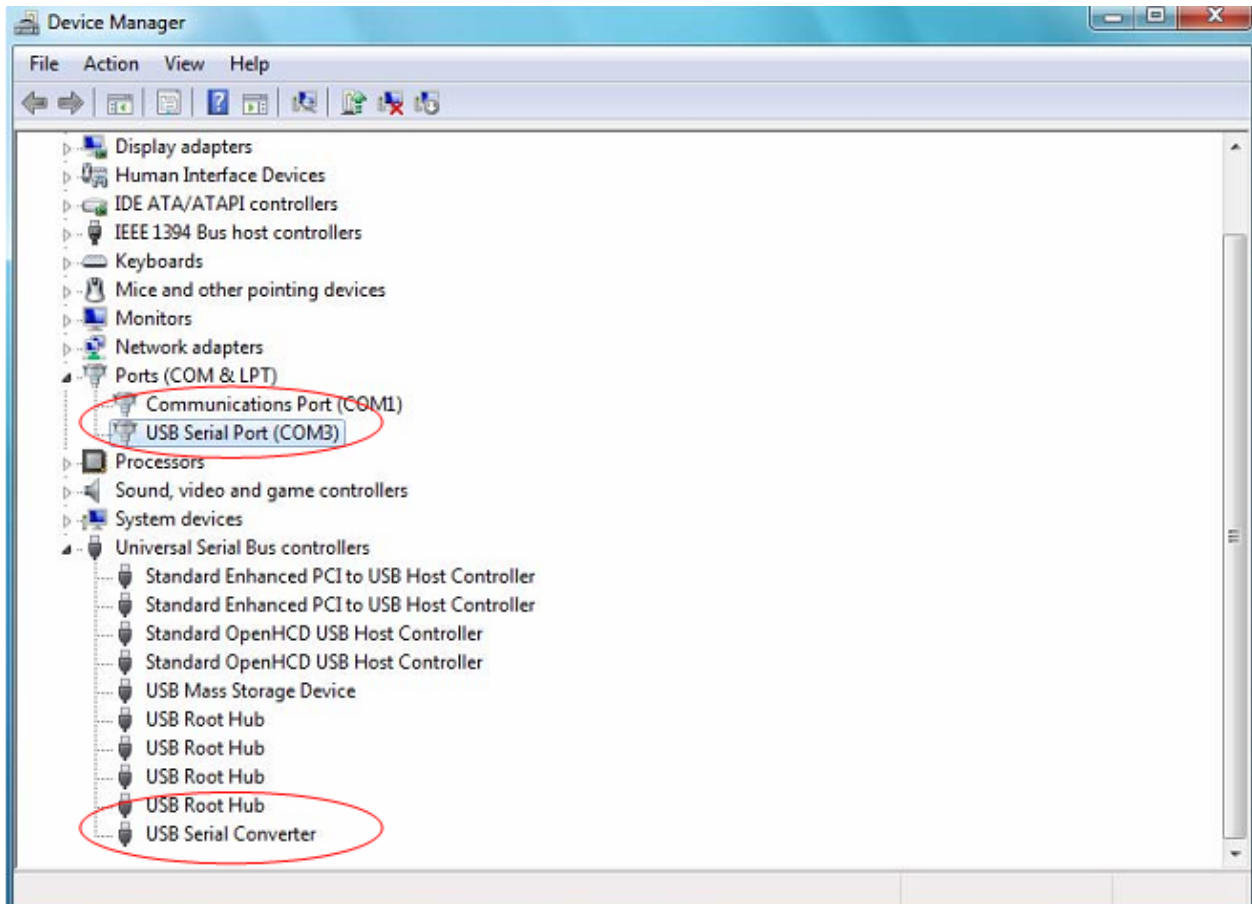 Device Manager
File Action View Help
Display adapters
Human Interface Devices
IDE ATA/ATAPI controllers
IEEE 1394 Bus host controllers
Keyboards
Mice and other pointing devices
Monitors
Network adapters
Ports (COM & LPT)
Communications Port (COM1)
USB Serial Port (COM3)
Processors
Sound, video and game controllers
System devices
Universal Serial Bus controllers
Standard Enhanced PCI to USB Host Controller
Standard Enhanced PCI to USB Host Controller
Standard OpenHCD USB Host Controller
Standard OpenHCD USB Host Controller
USB Mass Storage Device
USB Root Hub
USB Root Hub
USB Root Hub
USB Root Hub
USB Serial Converter